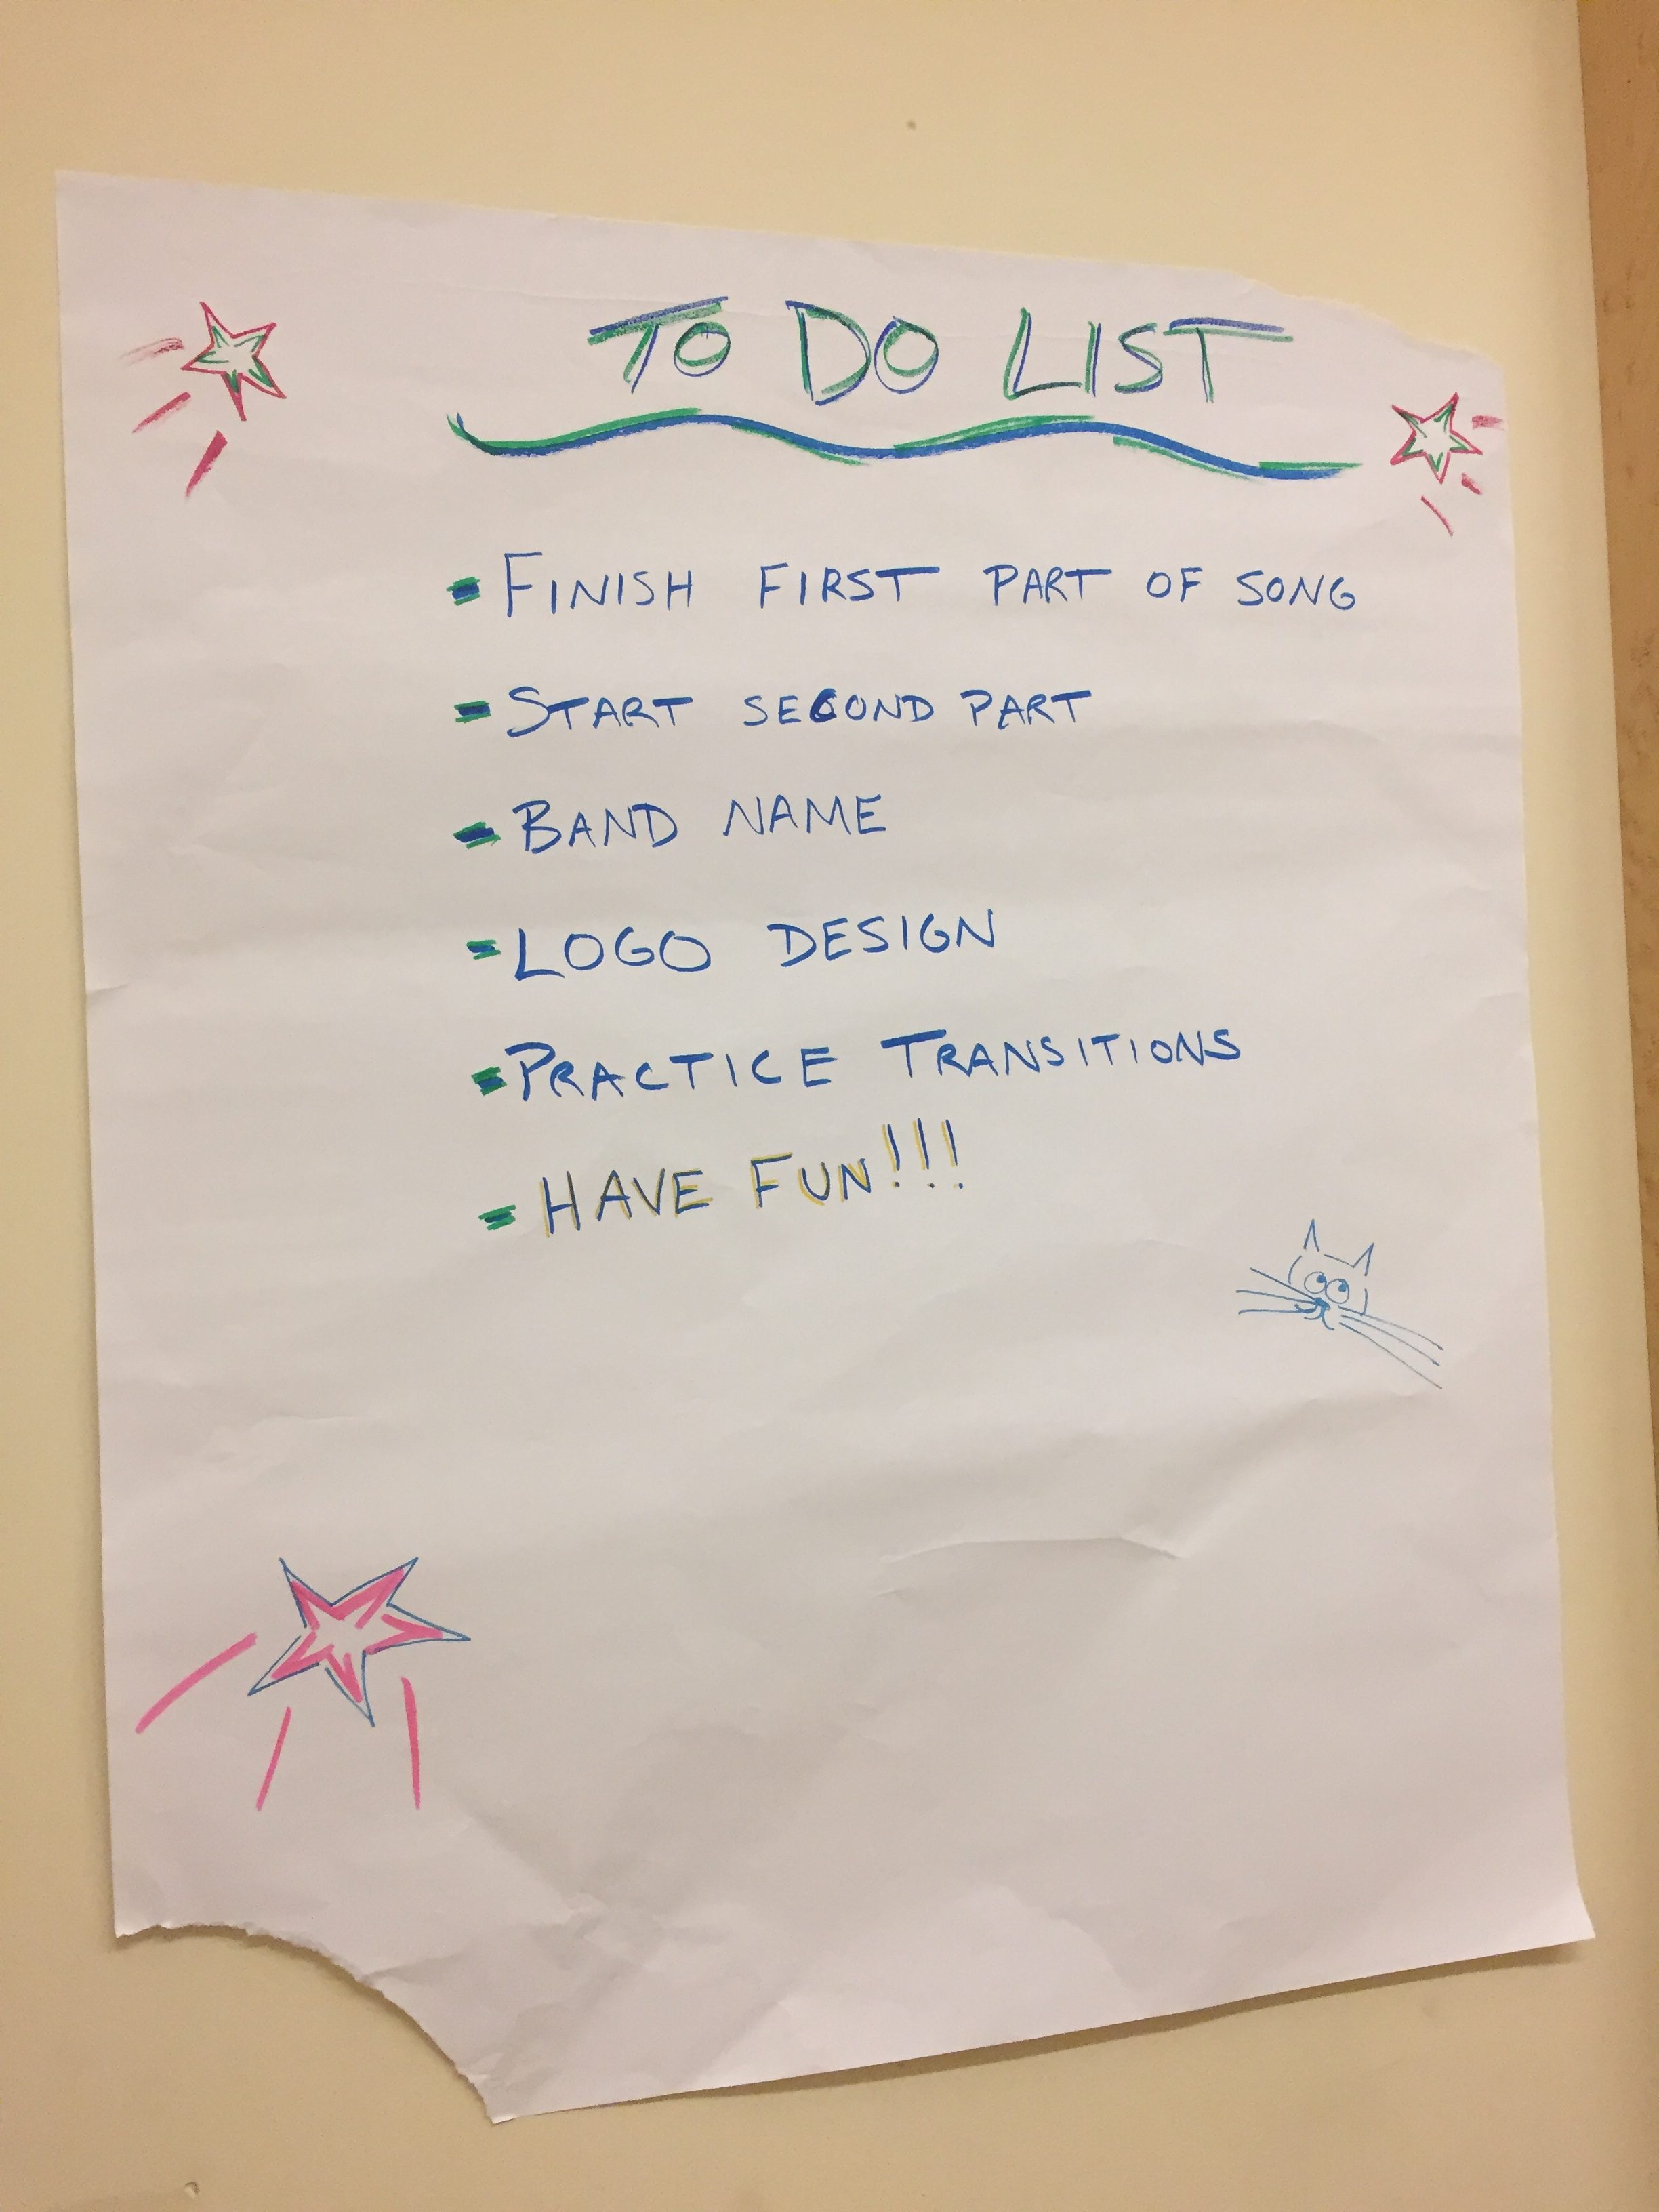 TO DO LIST
- FINISH FIRST PART OF SONG
- START SECOND PART
- BAND NAME
- LOGO DESIGN
- PRACTICE TRANSITIONS
- HAVE FUN!!!